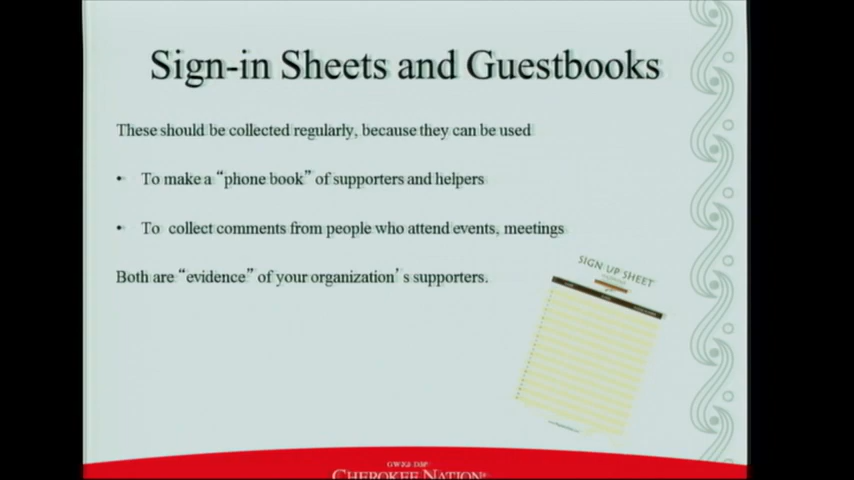 Sign-in Sheets and Guestbooks
These should be collected regularly, because they can be used
• To make a “phone book” of supporters and helpers
• To collect comments from people who attend events, meetings
Both are “evidence” of your organization’s supporters.
SIGN UP SHEET
CHEROKEE NATION